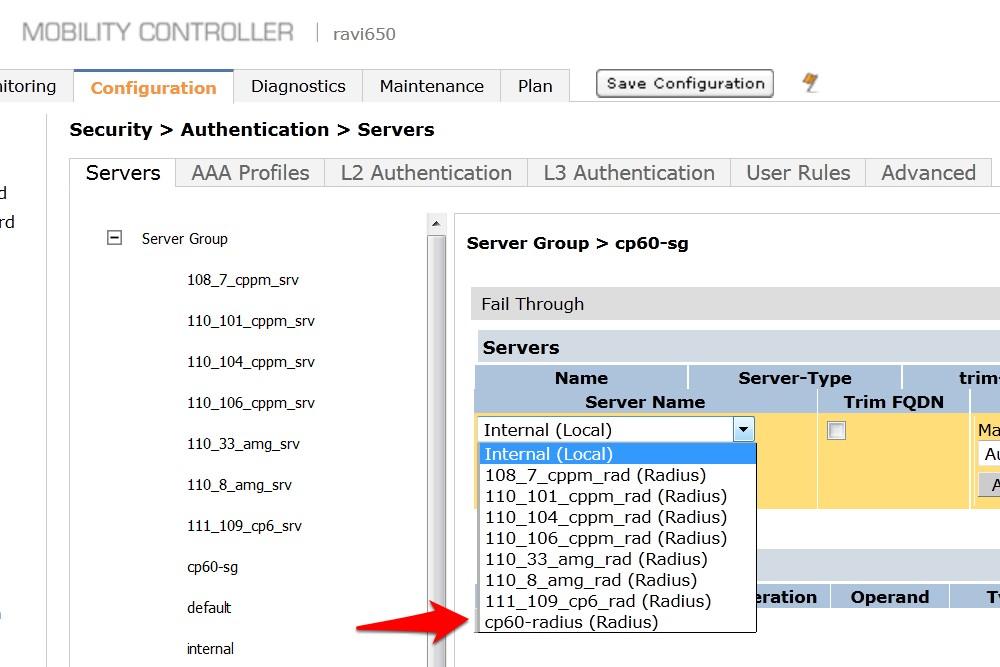 MOBILITY CONTROLLER | ravi650
itoring Configuration Diagnostics Maintenance Plan Save Configuration
Security > Authentication > Servers
Servers AAA Profiles L2 Authentication L3 Authentication User Rules Advanced
d
rd
Server Group
108_7_cppm_srv
110_101_cppm_srv
110_104_cppm_srv
110_106_cppm_srv
110_33_amg_srv
110_8_amg_srv
111_109_cp6_srv
cp60-sg
default
internal
Server Group > cp60-sg
Fail Through
Servers
Name Server-Type trim-
Server Name Trim FQDN
Internal (Local) Ma
Internal (Local) Au
108_7_cppm_rad (Radius)
110_101_cppm_rad (Radius) A
110_104_cppm_rad (Radius)
110_106_cppm_rad (Radius)
110_33_amg_rad (Radius)
110_8_amg_rad (Radius)
111_109_cp6_rad (Radius) eration Operand Ty
cp60-radius (Radius)